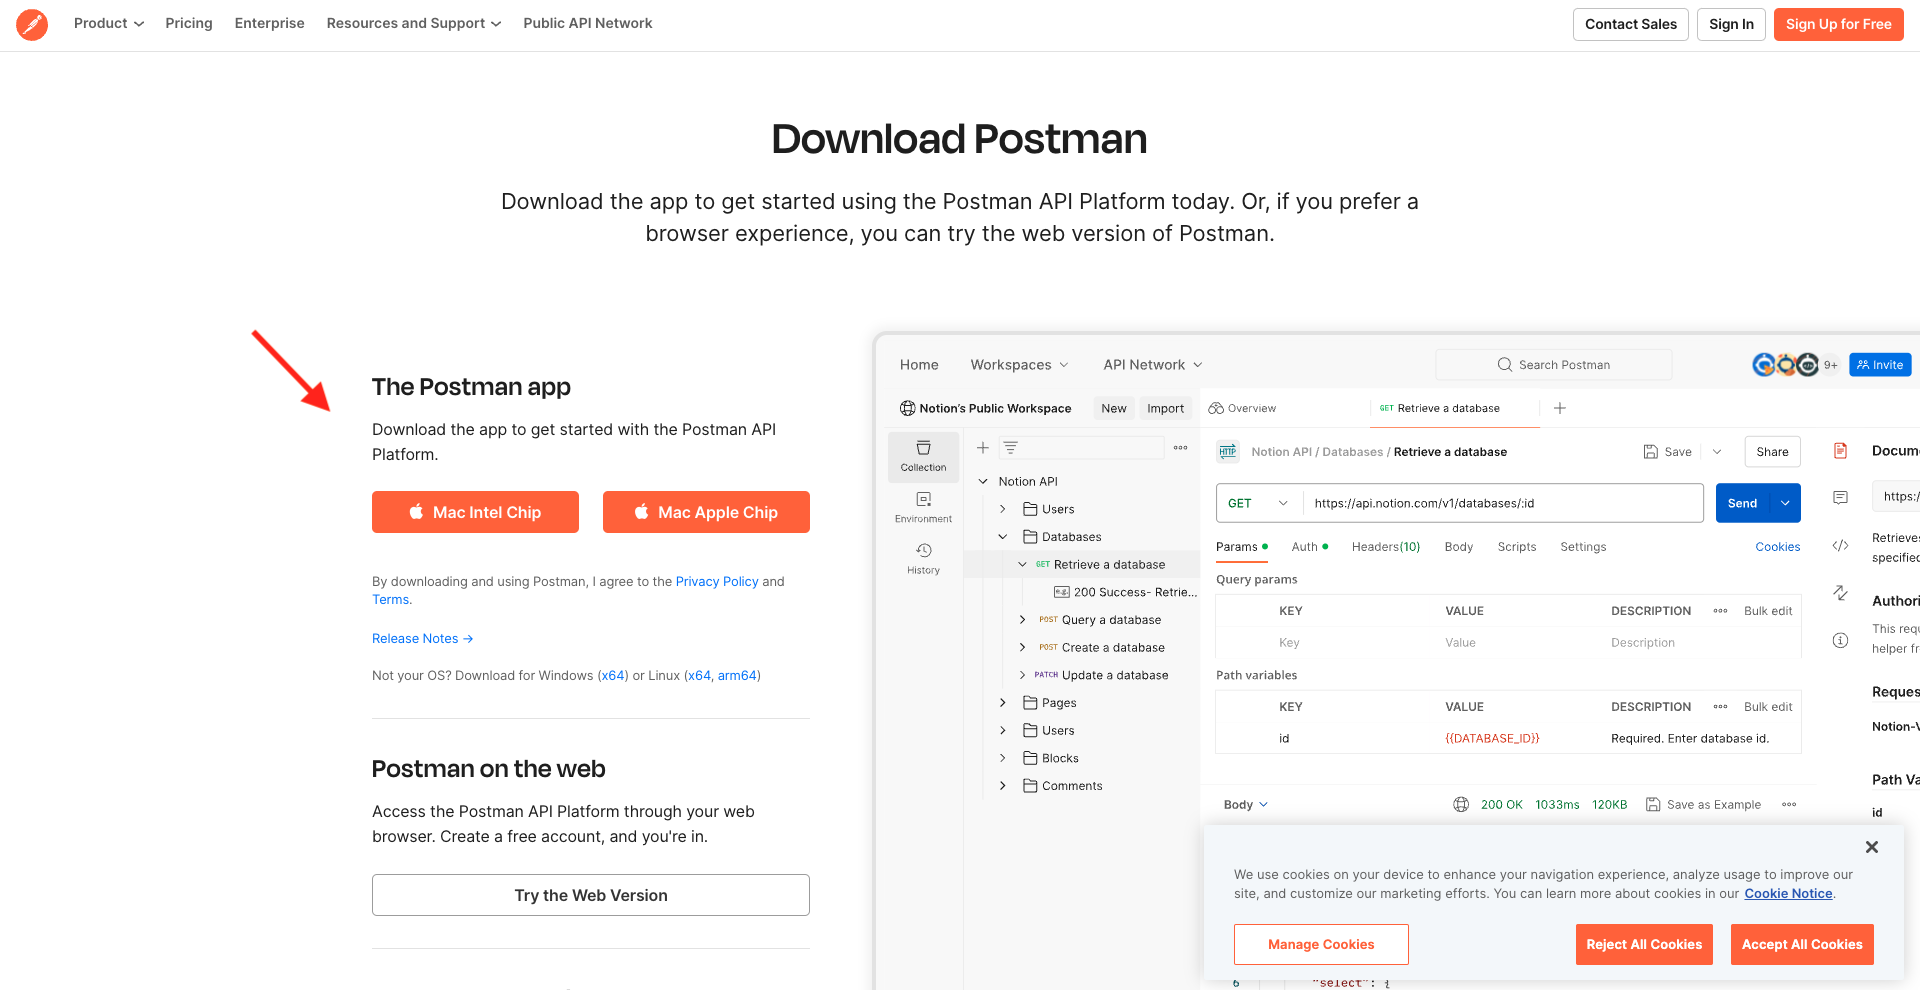 Product
Pricing
Enterprise
Resources and Support
Public API Network
Contact Sales
Sign In
Sign Up for Free
Download Postman
Download the app to get started using the Postman API Platform today. Or, if you prefer a
browser experience, you can try the web version of Postman.
The Postman app
Download the app to get started with the Postman API
Platform.
Mac Intel Chip
Mac Apple Chip
By downloading and using Postman, I agree to the Privacy Policy and
Terms.
Release Notes →
Not your OS? Download for Windows (x64) or Linux (x64, arm64)
Postman on the web
Access the Postman API Platform through your web
browser. Create a free account, and you're in.
Try the Web Version
Home
Workspaces
API Network
Search Postman
9+
Invite
Notion's Public Workspace
New
Import
Overview
GET Retrieve a database
Collection
Environment
History
Notion API
Users
Databases
GET Retrieve a database
200 Success- Retrie...
POST Query a database
POST Create a database
PATCH Update a database
Pages
Users
Blocks
Comments
HTTP
Notion API / Databases / Retrieve a database
Save
Share
GET
https://api.notion.com/v1/databases/:id
Send
Params
Auth
Headers(10)
Body
Scripts
Settings
Cookies
Query params
KEY VALUE DESCRIPTION Bulk edit
Key Value Description
Path variables
KEY VALUE DESCRIPTION Bulk edit
id {{DATABASE_ID}} Required. Enter database id.
Body
200 OK 1033ms 120KB
Save as Example
Docum
https:/
Retrieves
specified
Authori
This requ
helper fr
Reques
Notion-V
Path Va
id
We use cookies on your device to enhance your navigation experience, analyze usage to improve our
site, and customize our marketing efforts. You can learn more about cookies in our Cookie Notice.
Manage Cookies
Reject All Cookies
Accept All Cookies
6 "select": {